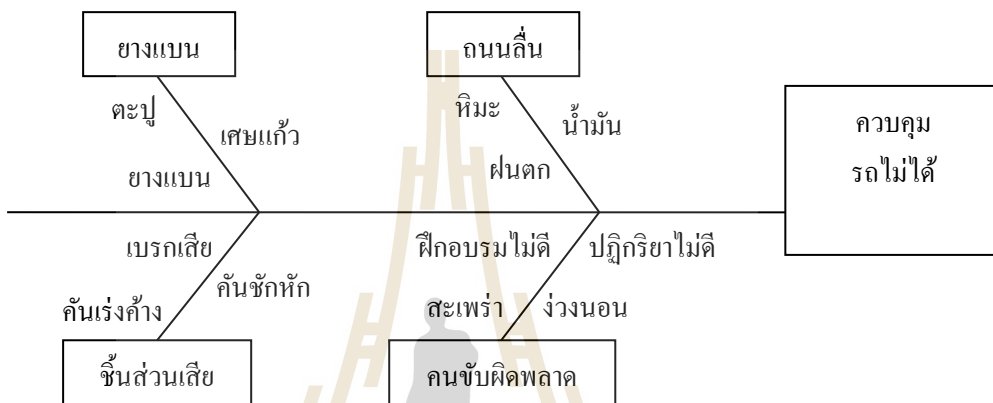 ยางแบน
ถนนลื่น
ตะปู
เศษแก้ว
ยางแบน
หิมะ
น้ำมัน
ฝนตก
ควบคุม
รถไม่ได้
เบรกเสีย
คันชักหัก
คันเร่งค้าง
ฝึกอบรมไม่ดี
ปฏิกริยาไม่ดี
สะเพร่า
ง่วงนอน
ชิ้นส่วนเสีย
คนขับผิดพลาด